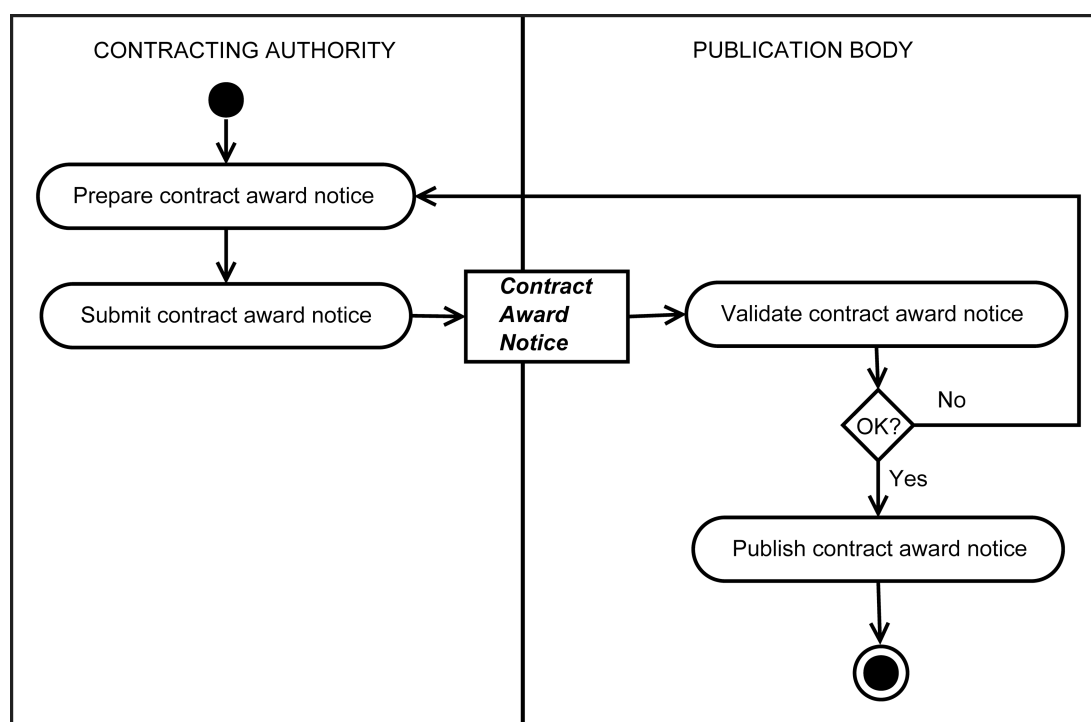 CONTRACTING AUTHORITY
PUBLICATION BODY
Prepare contract award notice
Submit contract award notice
Contract
Award
Notice
Validate contract award notice
OK?
No
Yes
Publish contract award notice